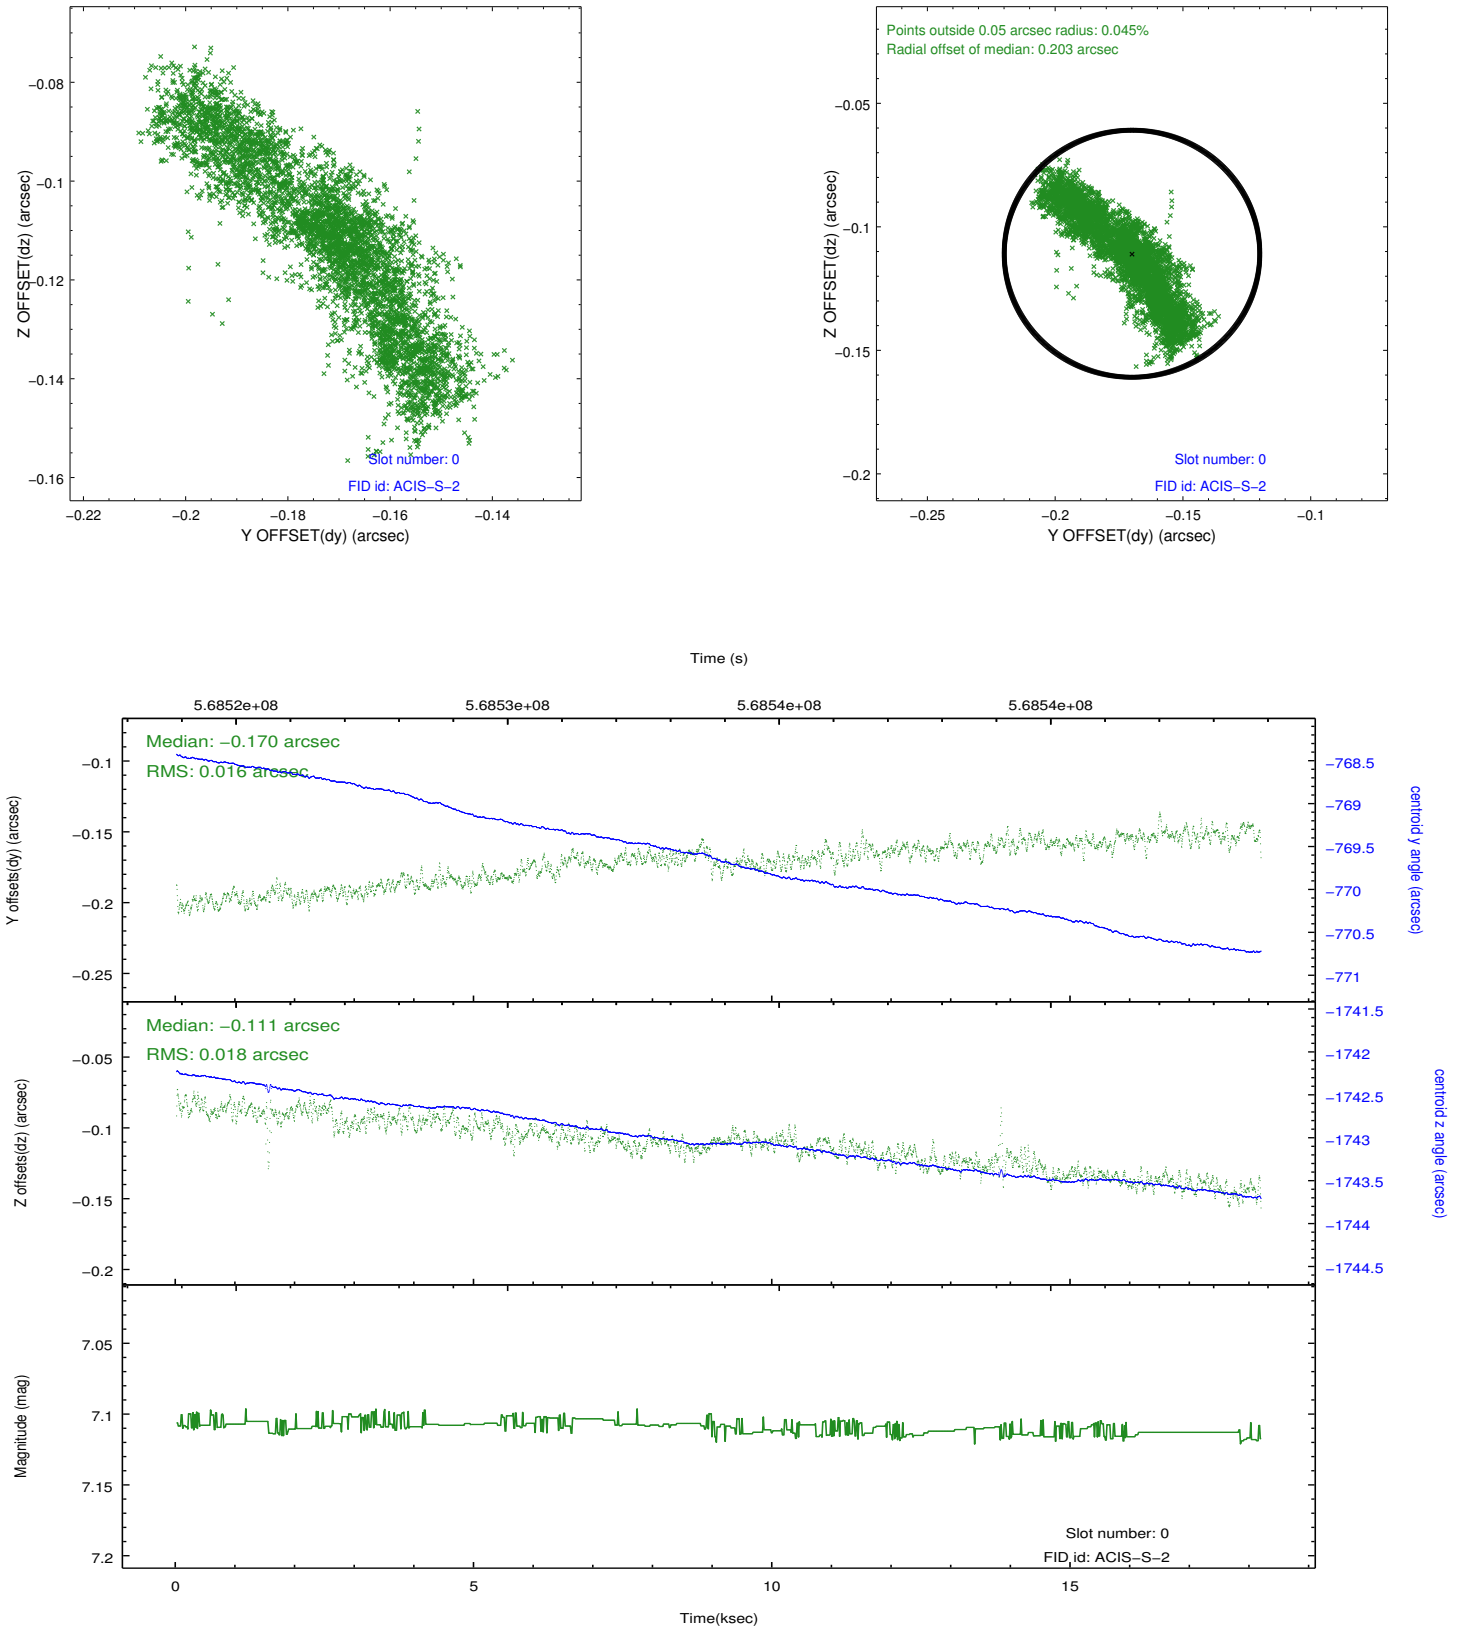 −0.08
−0.1
−0.12
−0.14
−0.16
Z OFFSET(dz) (arcsec)
Slot number: 0
FID id: ACIS−S−2
−0.22
−0.2
−0.18
−0.16
−0.14
Y OFFSET(dy) (arcsec)
Points outside 0.05 arcsec radius: 0.045%
Radial offset of median: 0.203 arcsec
−0.05
−0.1
−0.15
−0.2
Z OFFSET(dz) (arcsec)
Slot number: 0
FID id: ACIS−S−2
−0.25
−0.2
−0.15
−0.1
Y OFFSET(dy) (arcsec)
Time (s)
5.6852e+08
5.6853e+08
5.6854e+08
5.6854e+08
Median: −0.170 arcsec
RMS: 0.016 arcsec
−0.1
−0.15
−0.2
−0.25
Y offsets(dy) (arcsec)
−768.5
−769
−769.5
−770
−770.5
−771
centroid y angle (arcsec)
Median: −0.111 arcsec
RMS: 0.018 arcsec
−0.05
−0.1
−0.15
−0.2
Z offsets(dz) (arcsec)
−1741.5
−1742
−1742.5
−1743
−1743.5
−1744
−1744.5
centroid z angle (arcsec)
7.05
7.1
7.15
7.2
Magnitude (mag)
Slot number: 0
FID id: ACIS−S−2
0
5
10
15
Time(ksec)